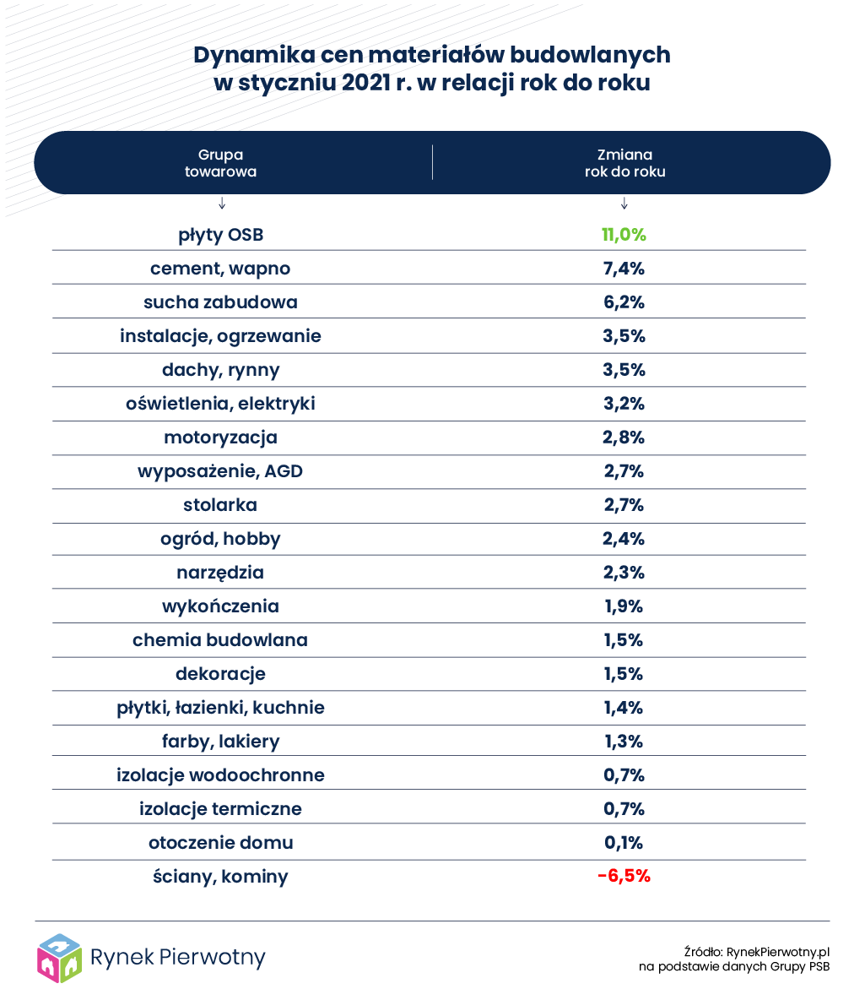 Dynamika cen materiałów budowlanych
w styczniu 2021 r. w relacji rok do roku
Grupa
towarowa
Zmiana
rok do roku
płyty OSB 11,0%
cement, wapno 7,4%
sucha zabudowa 6,2%
instalacje, ogrzewanie 3,5%
dachy, rynny 3,5%
oświetlenia, elektryki 3,2%
motoryzacja 2,8%
wyposażenie, AGD 2,7%
stolarka 2,7%
ogród, hobby 2,4%
narzędzia 2,3%
wykończenia 1,9%
chemia budowlana 1,5%
dekoracje 1,5%
płytki, łazienki, kuchnie 1,4%
farby, lakiery 1,3%
izolacje wodoochronne 0,7%
izolacje termiczne 0,7%
otoczenie domu 0,1%
ściany, kominy -6,5%
Rynek Pierwotny
Źródło: RynekPierwotny.pl
na podstawie danych Grupy PSB